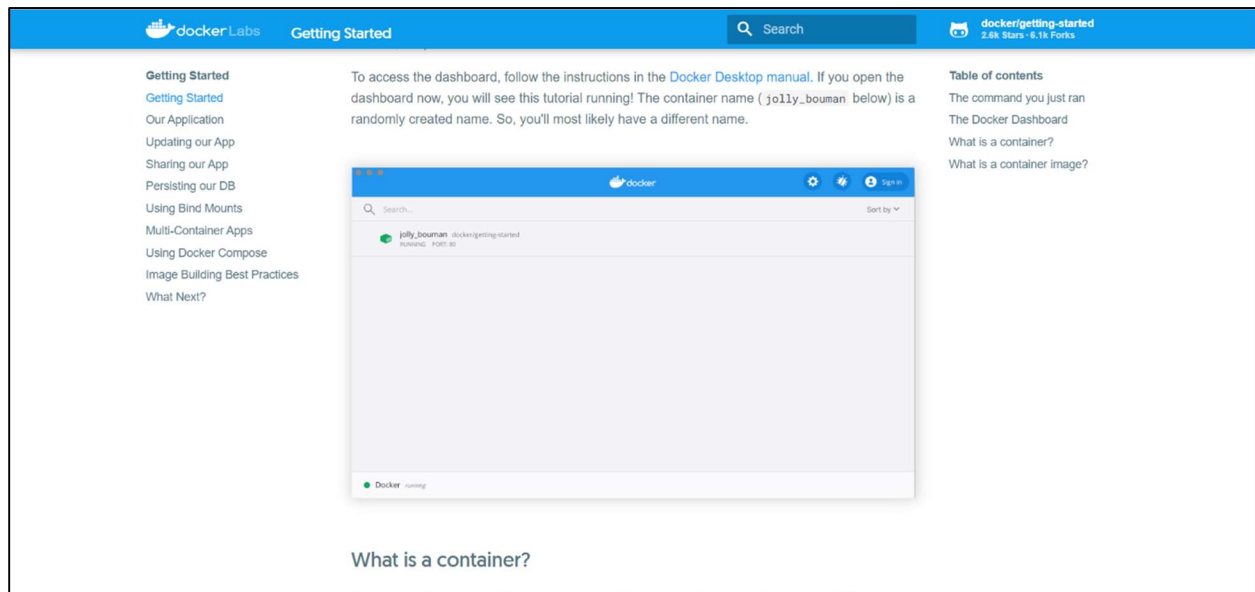 docker Labs Getting Started
Search
docker/getting-started
2.6k Stars · 6.1k Forks
Getting Started
Getting Started
Our Application
Updating our App
Sharing our App
Persisting our DB
Using Bind Mounts
Multi-Container Apps
Using Docker Compose
Image Building Best Practices
What Next?
To access the dashboard, follow the instructions in the Docker Desktop manual. If you open the
dashboard now, you will see this tutorial running! The container name ( jolly_bouman below) is a
randomly created name. So, you'll most likely have a different name.
docker
Sign in
Search...
Sort by
jolly_bouman docker/getting-started
RUNNING PORT: 80
Docker running
What is a container?
Table of contents
The command you just ran
The Docker Dashboard
What is a container?
What is a container image?